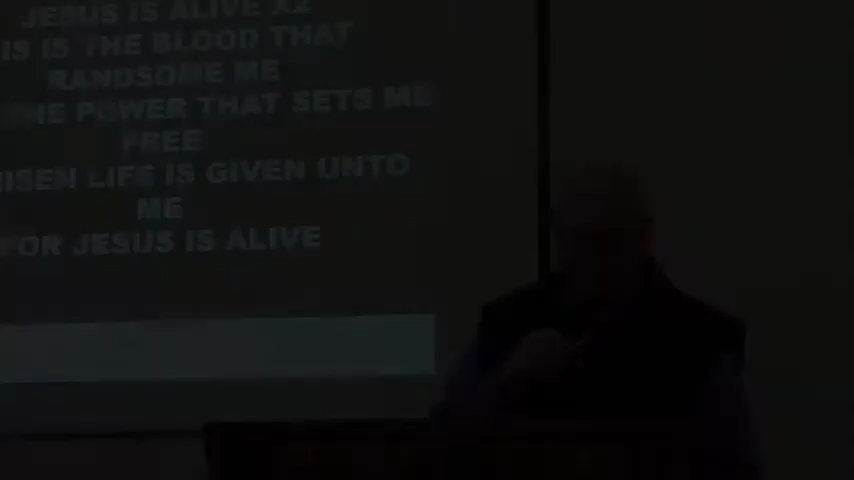 JESUS IS ALIVE X2
IS IS THE BLOOD THAT
RANDSOME ME
HE POWER THAT SETS ME
FREE
RISEN LIFE IS GIVEN UNTO
ME
FOR JESUS IS ALIVE